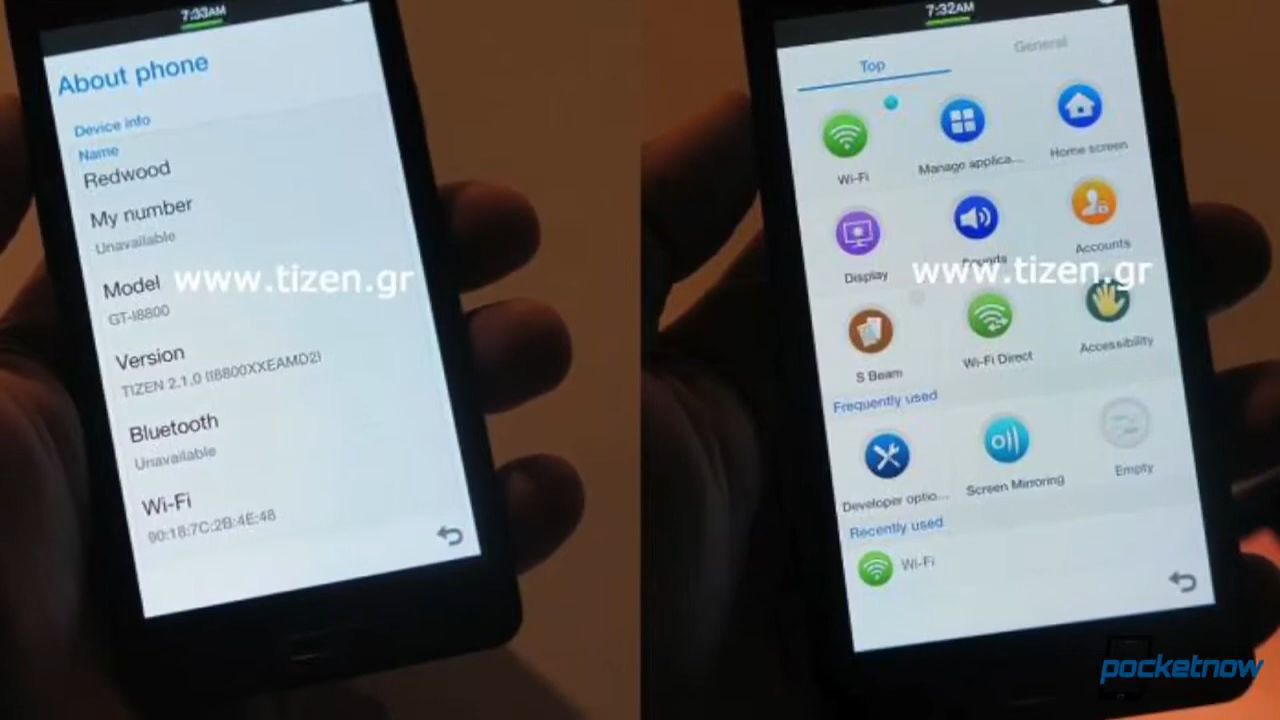 7:33AM
About phone
Device info
Name
Redwood
My number
Unavailable
Model
GT-I8800
Version
TIZEN 2.1.0 (I8800XXEAMD2)
Bluetooth
Unavailable
Wi-Fi
90:18:7C:2B:4E:48
www.tizen.gr
7:32AM
Top
General
Wi-Fi
Manage applica...
Home screen
Display
Sounds
Accounts
www.tizen.gr
S Beam
Wi-Fi Direct
Accessibility
Frequently used
Developer optio...
Screen Mirroring
Empty
Recently used
Wi-Fi
pocketnow